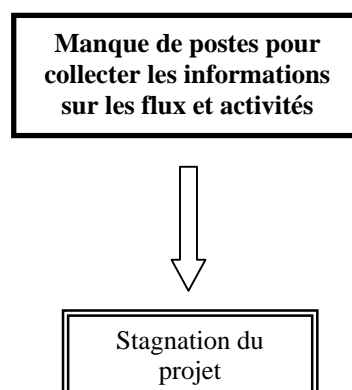 Manque de postes pour
collecter les informations
sur les flux et activités
Stagnation du
projet